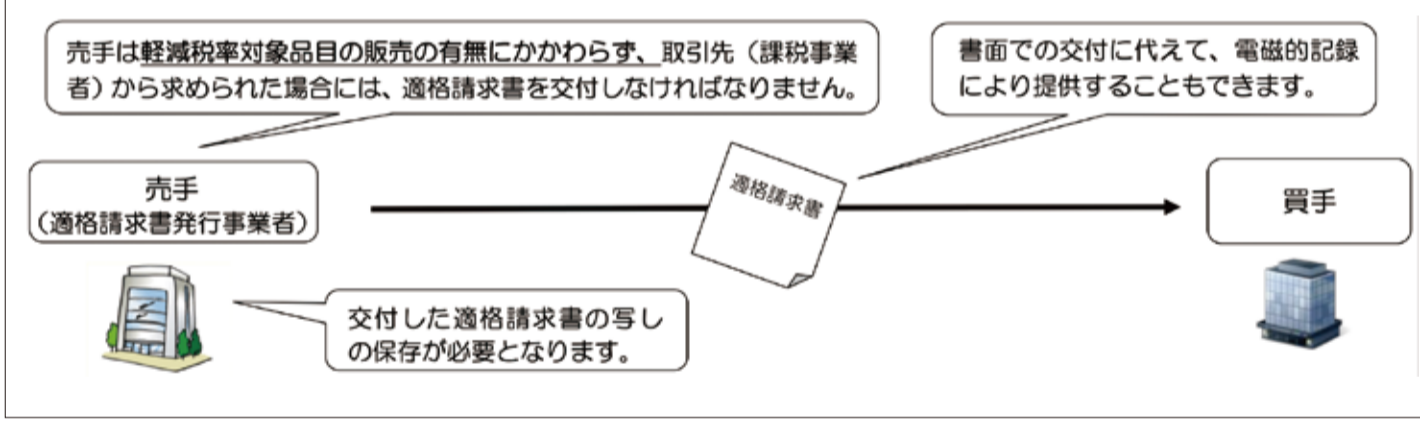 売手は軽減税率対象品目の販売の有無にかかわらず、取引先（課税事業
者）から求められた場合には、適格請求書を交付しなければなりません。
書面での交付に代えて、電磁的記録
により提供することもできます。
売手
（適格請求書発行事業者）
適格請求書
買手
交付した適格請求書の写し
の保存が必要となります。